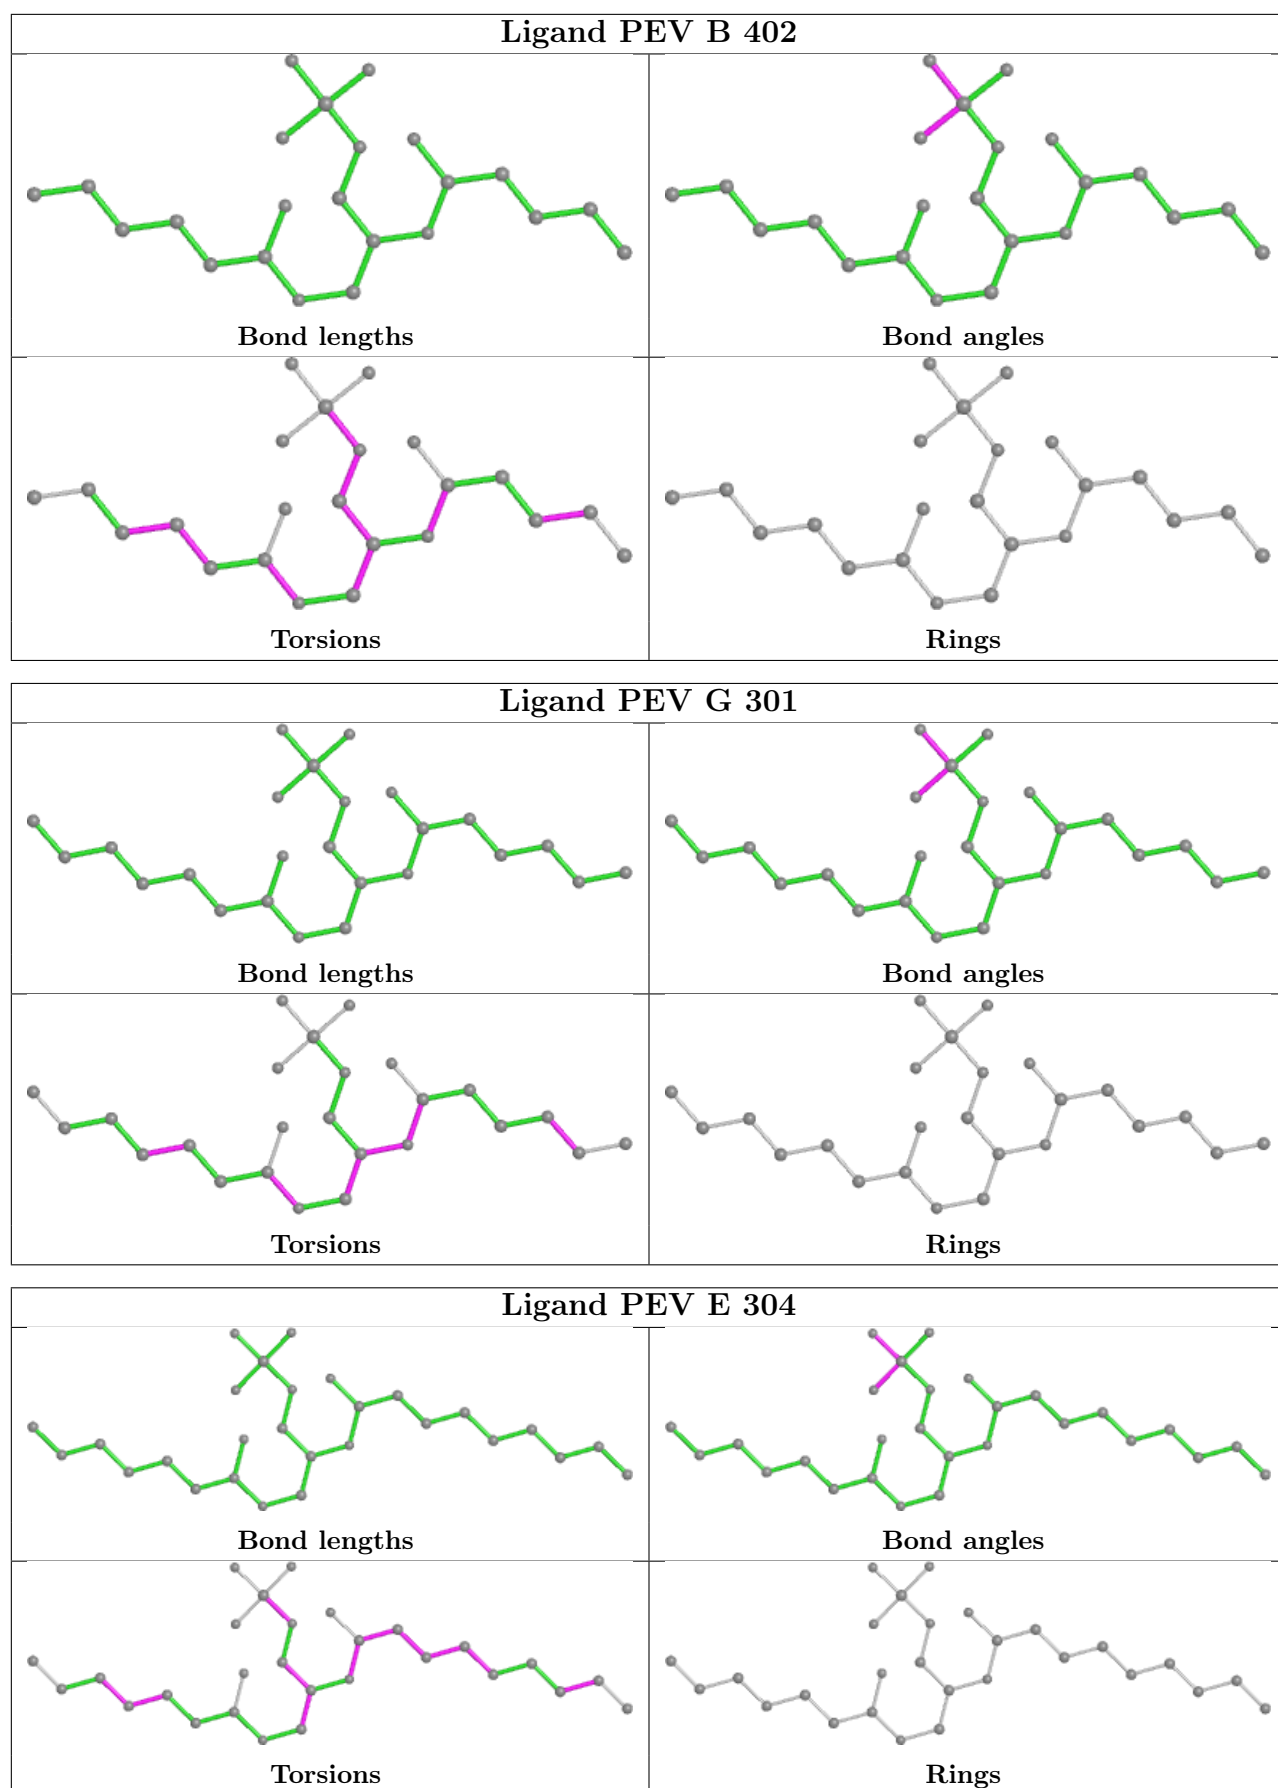 Ligand PEV B 402
Bond lengths
Bond angles
Torsions
Rings
Ligand PEV G 301
Bond lengths
Bond angles
Torsions
Rings
Ligand PEV E 304
Bond lengths
Bond angles
Torsions
Rings